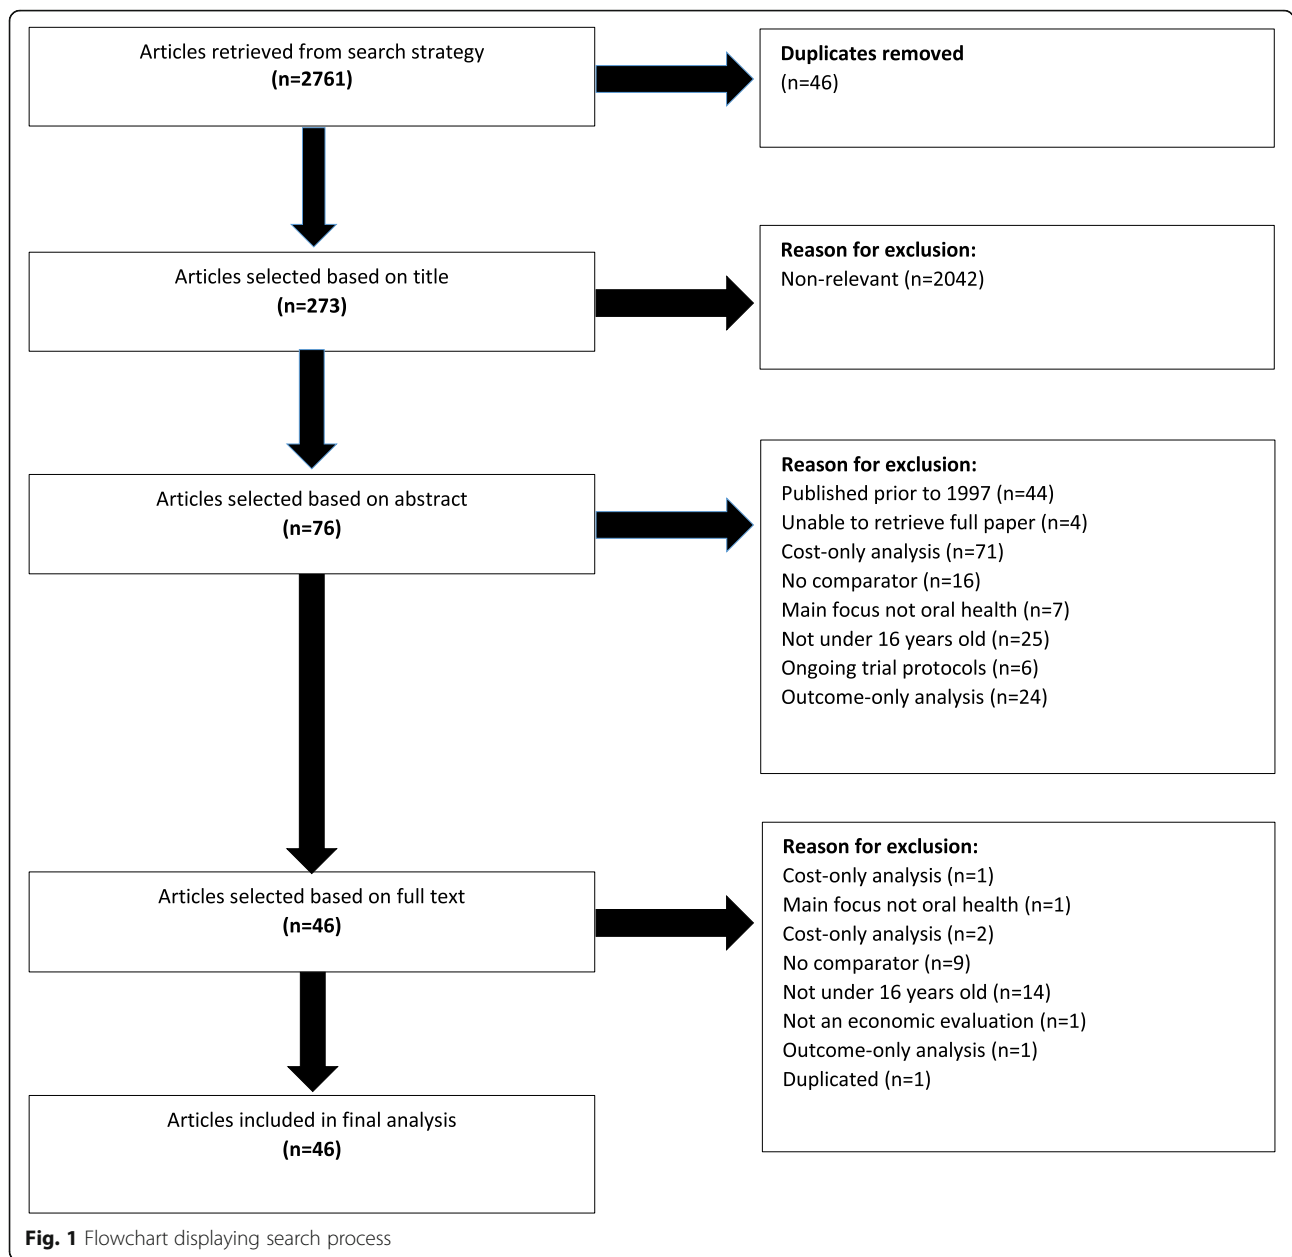 Articles retrieved from search strategy
(n=2761)
Duplicates removed
(n=46)
Articles selected based on title
(n=273)
Reason for exclusion:
Non-relevant (n=2042)
Articles selected based on abstract
(n=76)
Reason for exclusion:
Published prior to 1997 (n=44)
Unable to retrieve full paper (n=4)
Cost-only analysis (n=71)
No comparator (n=16)
Main focus not oral health (n=7)
Not under 16 years old (n=25)
Ongoing trial protocols (n=6)
Outcome-only analysis (n=24)
Articles selected based on full text
(n=46)
Reason for exclusion:
Cost-only analysis (n=1)
Main focus not oral health (n=1)
Cost-only analysis (n=2)
No comparator (n=9)
Not under 16 years old (n=14)
Not an economic evaluation (n=1)
Outcome-only analysis (n=1)
Duplicated (n=1)
Articles included in final analysis
(n=46)
Fig. 1 Flowchart displaying search process